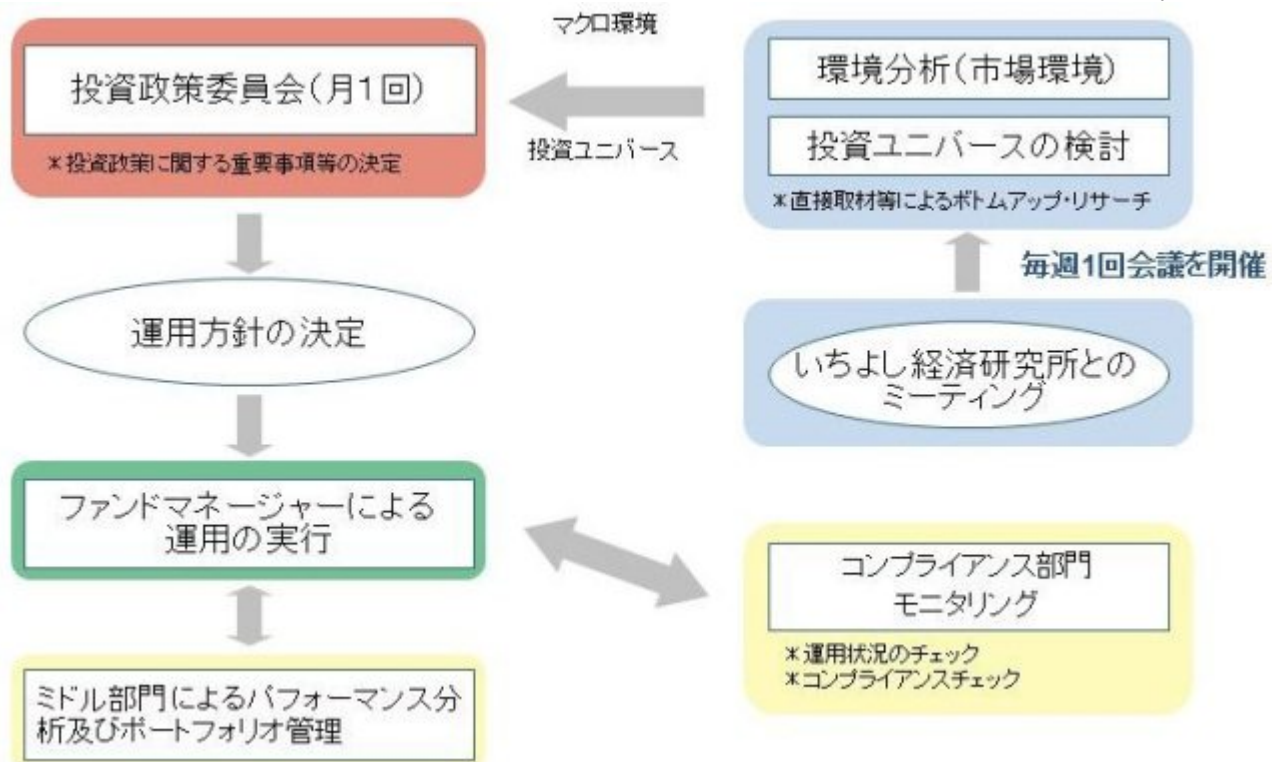 マクロ環境
投資政策委員会(月1回)
*投資政策に関する重要事項等の決定
投資ユニバース
環境分析(市場環境)
投資ユニバースの検討
*直接取材等によるボトムアップ・リサーチ
毎週1回会議を開催
いちよし経済研究所との
ミーティング
運用方針の決定
ファンドマネージャーによる
運用の実行
コンプライアンス部門
モニタリング
*運用状況のチェック
*コンプライアンスチェック
ミドル部門によるパフォーマンス分
析及びポートフォリオ管理